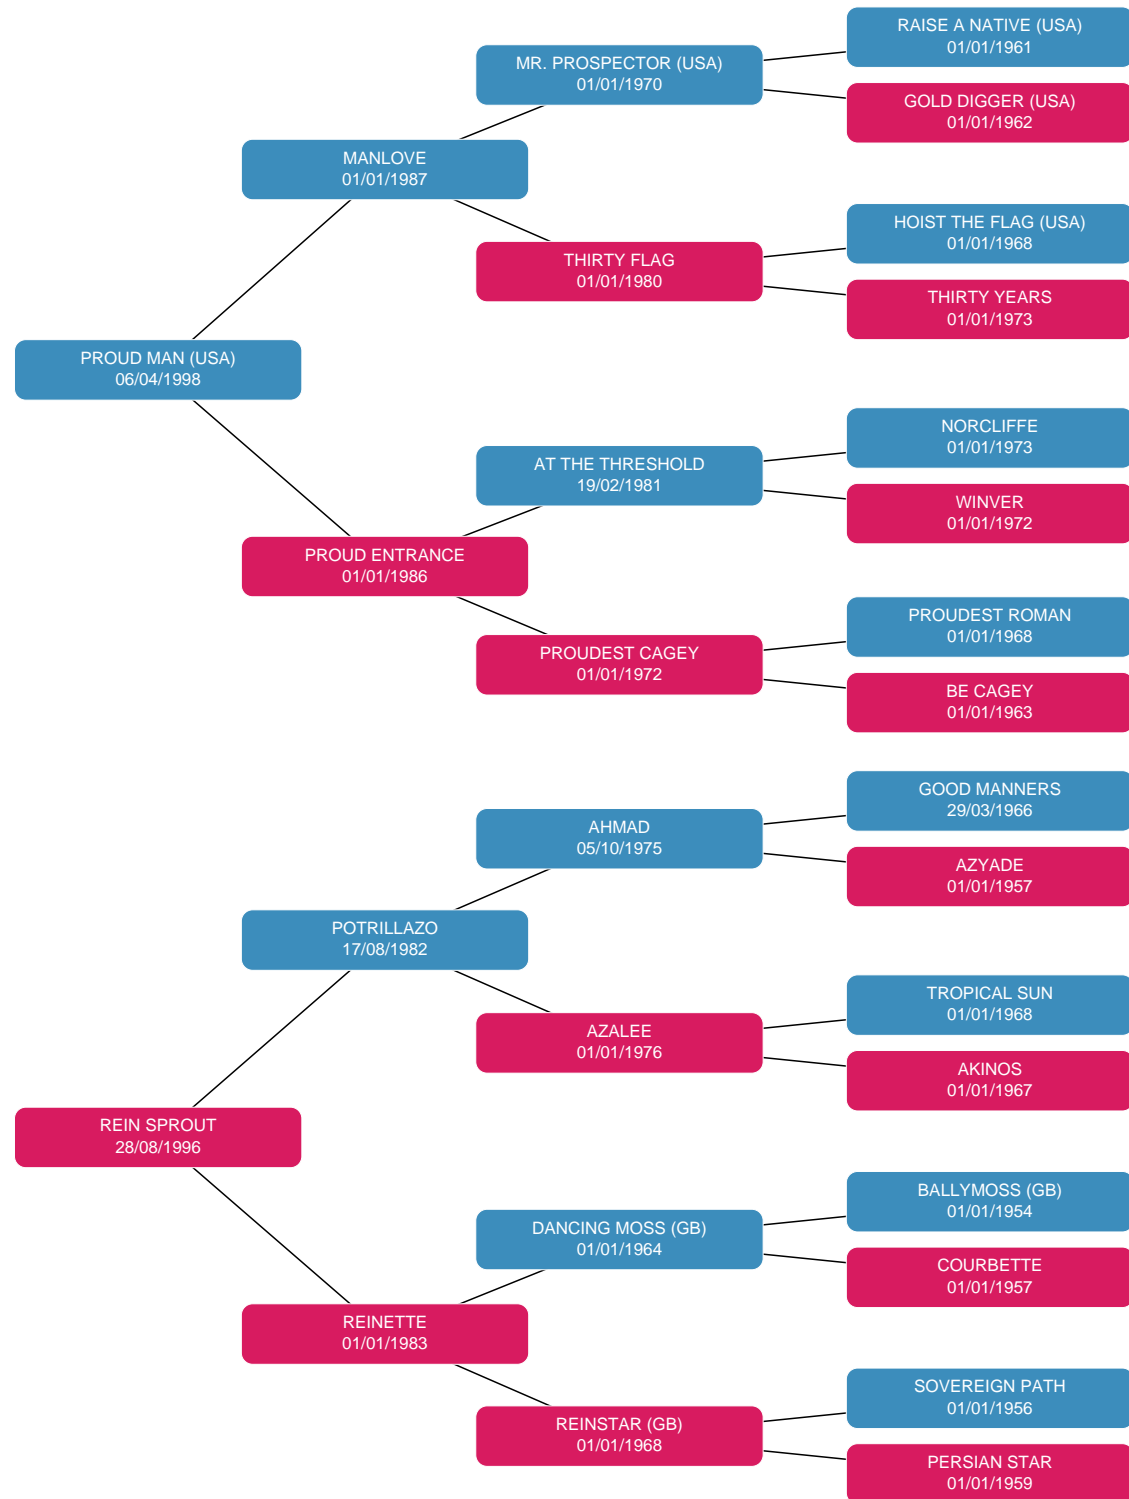 RAISE A NATIVE (USA)
01/01/1961
MR. PROSPECTOR (USA)
01/01/1970
GOLD DIGGER (USA)
01/01/1962
MANLOVE
01/01/1987
HOIST THE FLAG (USA)
01/01/1968
THIRTY FLAG
01/01/1980
THIRTY YEARS
01/01/1973
PROUD MAN (USA)
06/04/1998
NORCLIFFE
01/01/1973
AT THE THRESHOLD
19/02/1981
WINVER
01/01/1972
PROUD ENTRANCE
01/01/1986
PROUDEST ROMAN
01/01/1968
PROUDEST CAGEY
01/01/1972
BE CAGEY
01/01/1963
GOOD MANNERS
29/03/1966
AHMAD
05/10/1975
AZYADE
01/01/1957
POTRILLAZO
17/08/1982
TROPICAL SUN
01/01/1968
AZALEE
01/01/1976
AKINOS
01/01/1967
REIN SPROUT
28/08/1996
BALLYMOSS (GB)
01/01/1954
DANCING MOSS (GB)
01/01/1964
COURBETTE
01/01/1957
REINETTE
01/01/1983
SOVEREIGN PATH
01/01/1956
REINSTAR (GB)
01/01/1968
PERSIAN STAR
01/01/1959